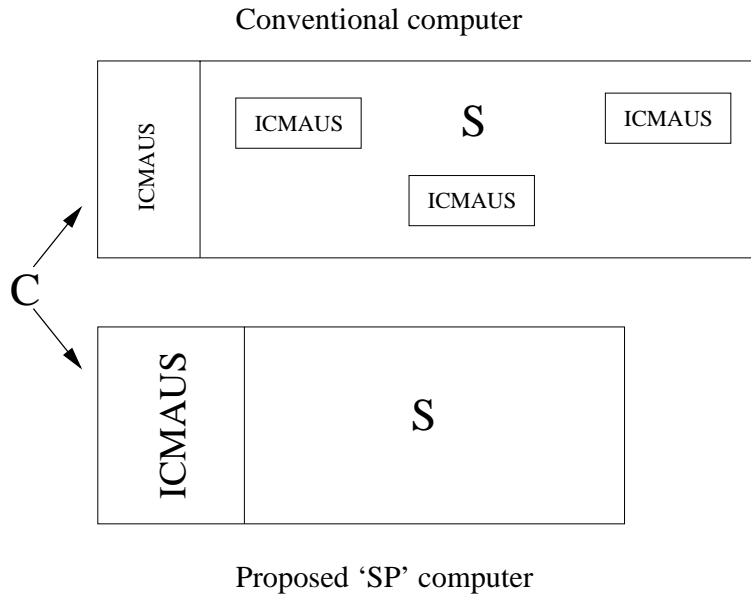 Conventional computer
ICMAUS
ICMAUS
S
ICMAUS
ICMAUS
C
ICMAUS
S
Proposed ‘SP’ computer